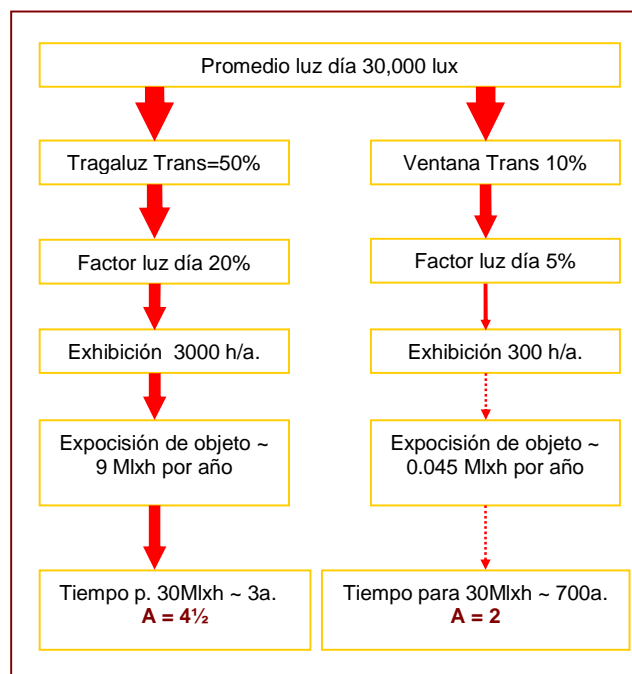 Promedio luz día 30,000 lux
Tragaluz Trans=50%
Ventana Trans 10%
Factor luz día 20%
Factor luz día 5%
Exhibición 3000 h/a.
Exhibición 300 h/a.
Expocisión de objeto ~
9 Mlxh por año
Expocisión de objeto ~
0.045 Mlxh por año
Tiempo p. 30Mlxh ~ 3a.
A = 4½
Tiempo para 30Mlxh ~ 700a.
A = 2